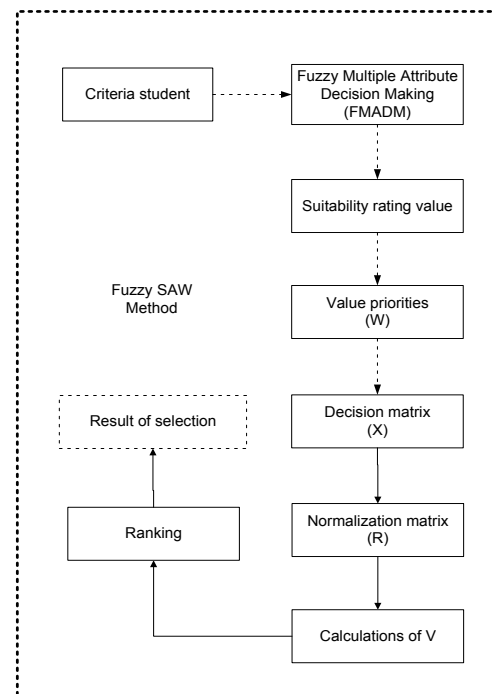 Criteria student
Fuzzy Multiple Attribute
Decision Making
(FMADM)
Suitability rating value
Fuzzy SAW
Method
Value priorities
(W)
Decision matrix
(X)
Result of selection
Normalization matrix
(R)
Ranking
Calculations of V